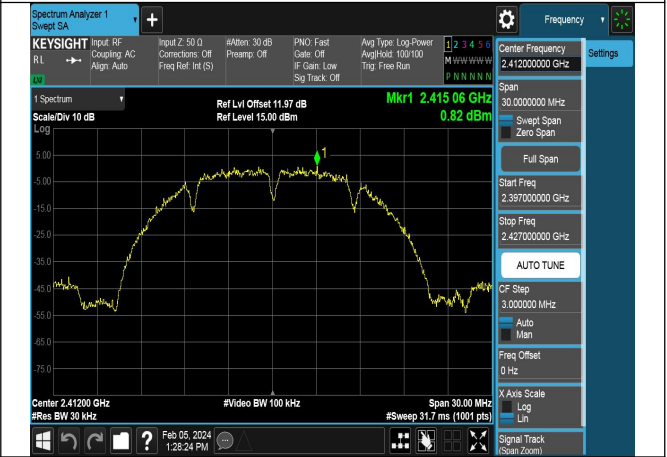 Spectrum Analyzer 1
Swept SA
+
Frequency
KEYSIGHT
RL
Input: RF
Coupling: AC
Align: Auto
Input Z: 50 Ω
Corrections: Off
Freq Ref: Int (S)
#Atten: 30 dB
Preamp: Off
PNO: Fast
Gate: Off
IF Gain: Low
Sig Track: Off
Avg Type: Log-Power
Avg|Hold: 100/100
Trig: Free Run
1 2 3 4 5 6
M W W W W W
P N N N N N
1 Spectrum
Scale/Div 10 dB
Log
Ref Lvl Offset 11.97 dB
Ref Level 15.00 dBm
Mkr1 2.415 06 GHz
0.82 dBm
5.00
-5.00
-15.0
-25.0
-35.0
-45.0
-55.0
-65.0
-75.0
1
Center 2.41200 GHz
#Res BW 30 kHz
#Video BW 100 kHz
Span 30.00 MHz
#Sweep 31.7 ms (1001 pts)
?
Feb 05, 2024
1:28:24 PM
Center Frequency
2.412000000 GHz
Settings
Span
30.0000000 MHz
Swept Span
Zero Span
Full Span
Start Freq
2.397000000 GHz
Stop Freq
2.427000000 GHz
AUTO TUNE
CF Step
3.000000 MHz
Auto
Man
Freq Offset
0 Hz
X Axis Scale
Log
Lin
Signal Track
(Span Zoom)